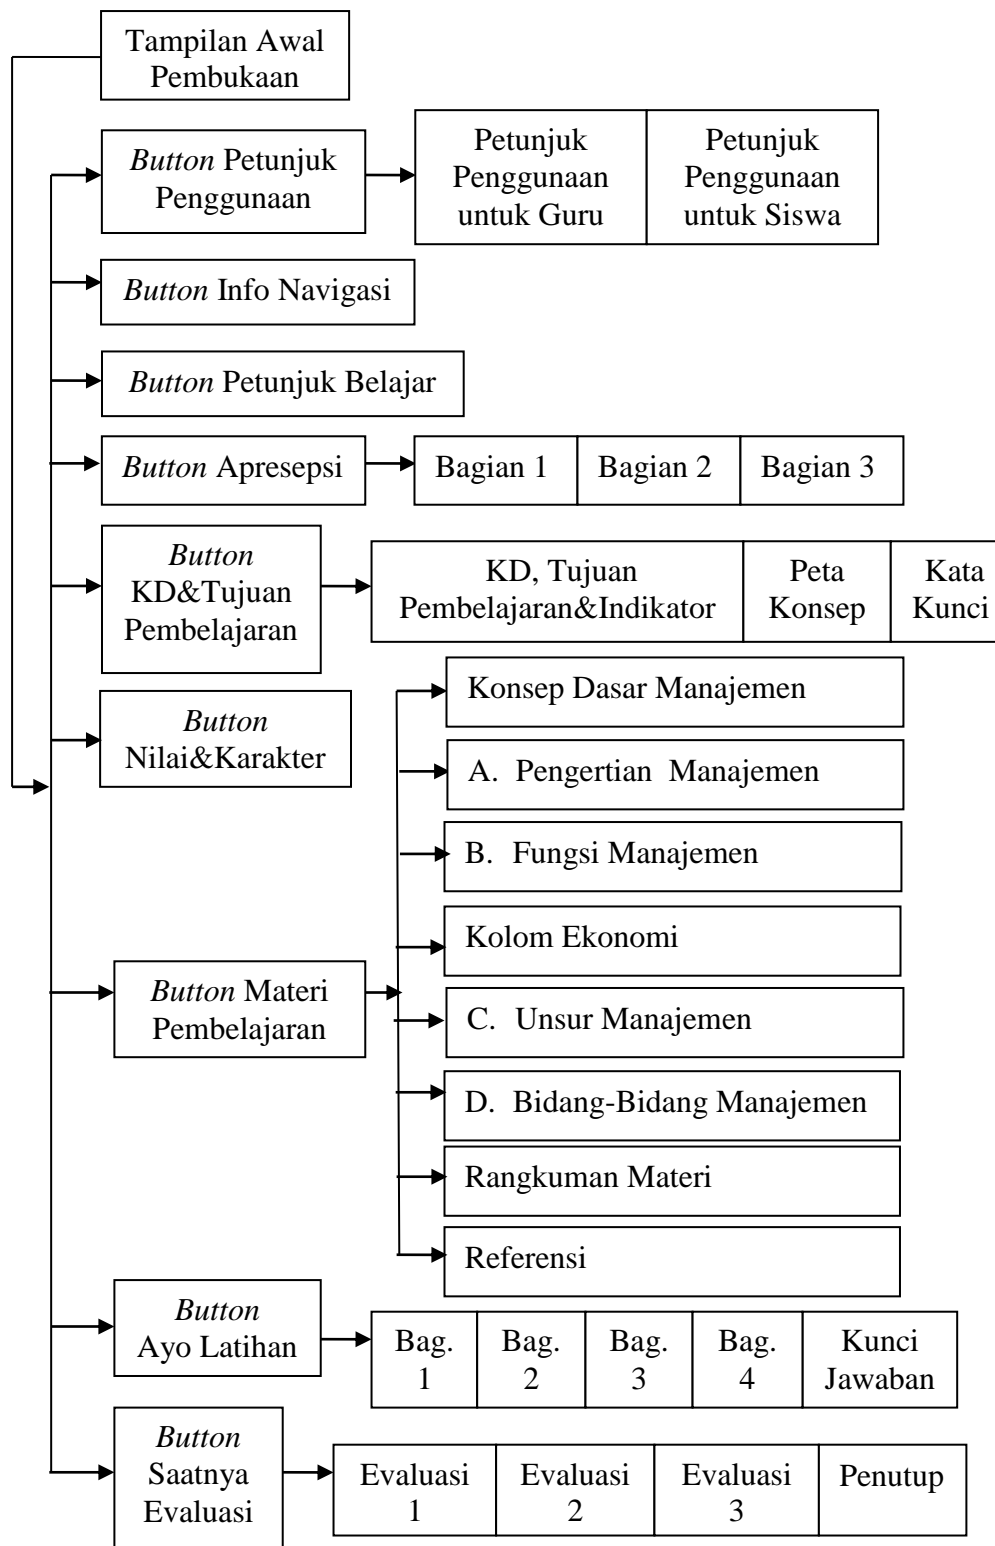 Tampilan Awal
Pembukaan
Button Petunjuk
Penggunaan
Petunjuk
Penggunaan
untuk Guru
Petunjuk
Penggunaan
untuk Siswa
Button Info Navigasi
Button Petunjuk Belajar
Button Apresepsi
Bagian 1
Bagian 2
Bagian 3
Button
KD&Tujuan
Pembelajaran
KD, Tujuan
Pembelajaran&Indikator
Peta
Konsep
Kata
Kunci
Button
Nilai&Karakter
Button Materi
Pembelajaran
Konsep Dasar Manajemen
A. Pengertian Manajemen
B. Fungsi Manajemen
Kolom Ekonomi
C. Unsur Manajemen
D. Bidang-Bidang Manajemen
Rangkuman Materi
Referensi
Button
Ayo Latihan
Bag.
1
Bag.
2
Bag.
3
Bag.
4
Kunci
Jawaban
Button
Saatnya
Evaluasi
Evaluasi
1
Evaluasi
2
Evaluasi
3
Penutup